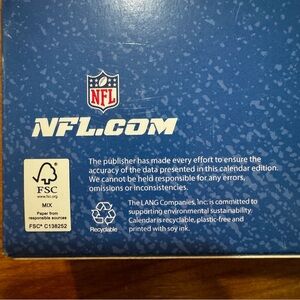 NFL
NFL.COM
The publisher has made every effort to ensure
the accuracy of the data presented in this calendar edition.
We cannot be held responsible for any errors,
omissions or inconsistencies.
FSC
www.fsc.org
MIX
Paper from
responsible sources
FSC® C138252
Recyclable
The LANG Companies, Inc. is committed to
supporting environmental sustainability.
Calendar is recyclable, plastic-free and
printed with soy ink.